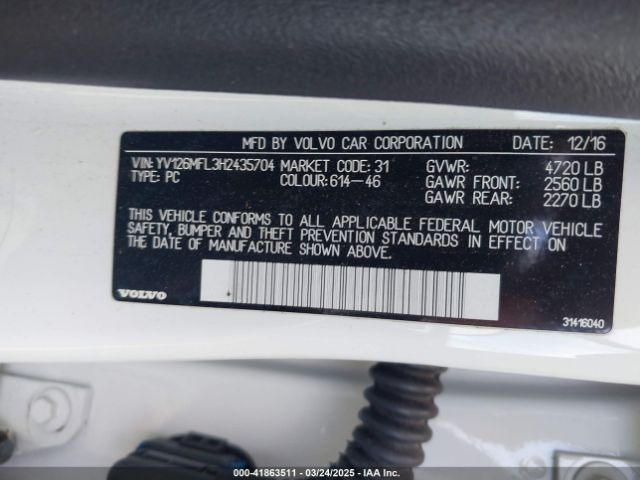 MFD BY VOLVO CAR CORPORATION DATE: 12/16
VIN: YV126MFL3H2435704 MARKET CODE: 31 GVWR: 4720 LB
TYPE: PC COLOUR: 614-46 GAWR FRONT: 2560 LB
GAWR REAR: 2270 LB
THIS VEHICLE CONFORMS TO ALL APPLICABLE FEDERAL MOTOR VEHICLE
SAFETY, BUMPER AND THEFT PREVENTION STANDARDS IN EFFECT ON
THE DATE OF MANUFACTURE SHOWN ABOVE.
VOLVO
31416040
000-41863511 - 03/24/2025 - IAA Inc.